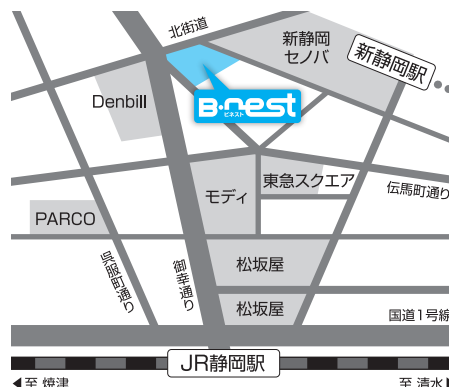 北街道
新静岡
セノバ
新静岡駅
Denbill
B-nest
ビネスト
東急スクエア
伝馬町通り
モディ
PARCO
呉服町通り
御幸通り
松坂屋
松坂屋
国道1号線
JR静岡駅
◀至 焼津
至 清水▶